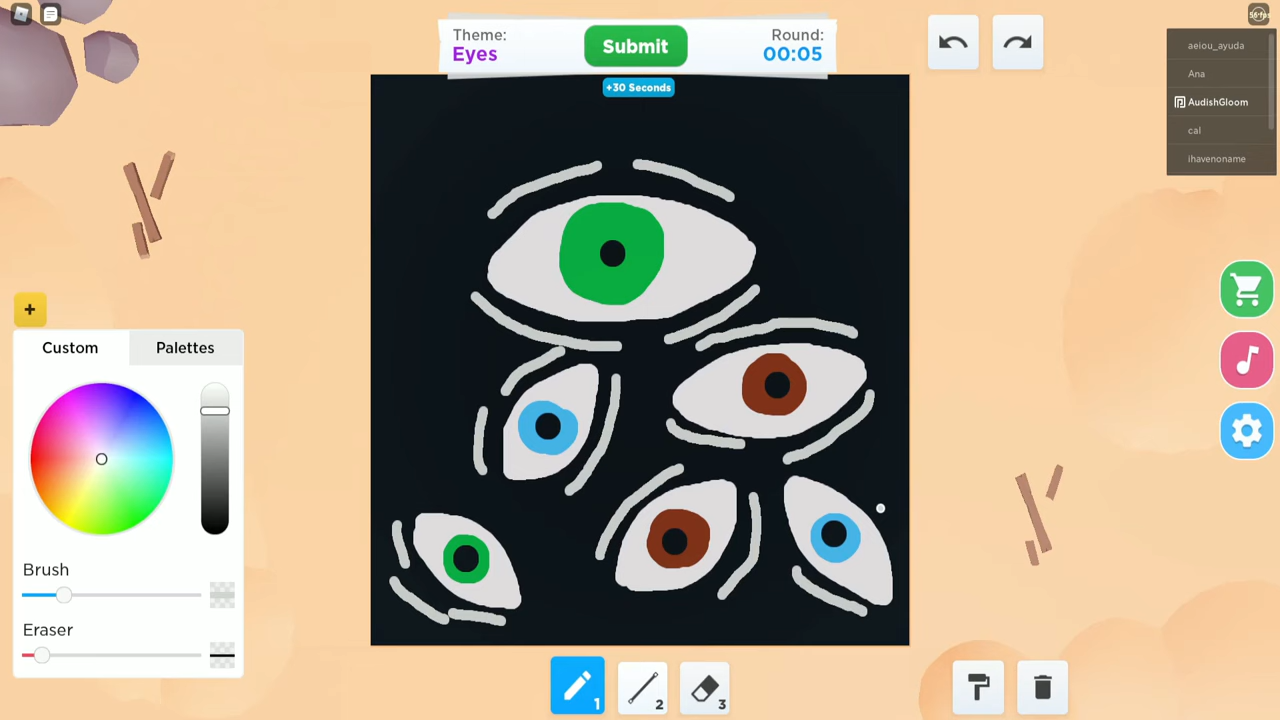 Theme:
Eyes
Submit
Round:
00:05
+30 Seconds
aeiou_ayuda
Ana
AudishGloom
cal
ihavenoname
+
Custom
Palettes
Brush
Eraser
1
2
3